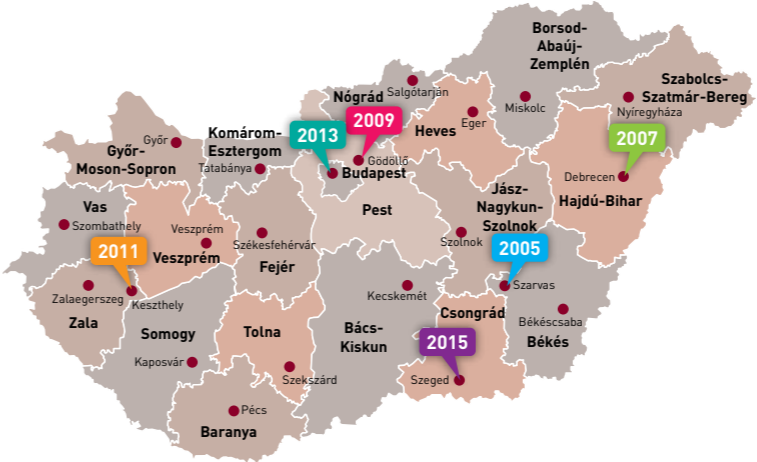 Borsod-
Abaúj-
Zemplén
Szabolcs-
Szatmár-Bereg
Nyíregyháza
Miskolc
Salgótarján
Nógrád
2009
Heves
Eger
2007
Debrecen
Hajdú-Bihar
2013
Gödöllő
Budapest
Komárom-
Esztergom
Tatabánya
Győr
Győr-
Moson-Sopron
Vas
Szombathely
2011
Veszprém
Veszprém
Székesfehérvár
Fejér
Pest
Jász-
Nagykun-
Szolnok
Szolnok
2005
Szarvas
Zalaegerszeg
Keszthely
Zala
Somogy
Kaposvár
Tolna
Szekszárd
Kecskemét
Bács-
Kiskun
Csongrád
2015
Szeged
Békéscsaba
Békés
Pécs
Baranya